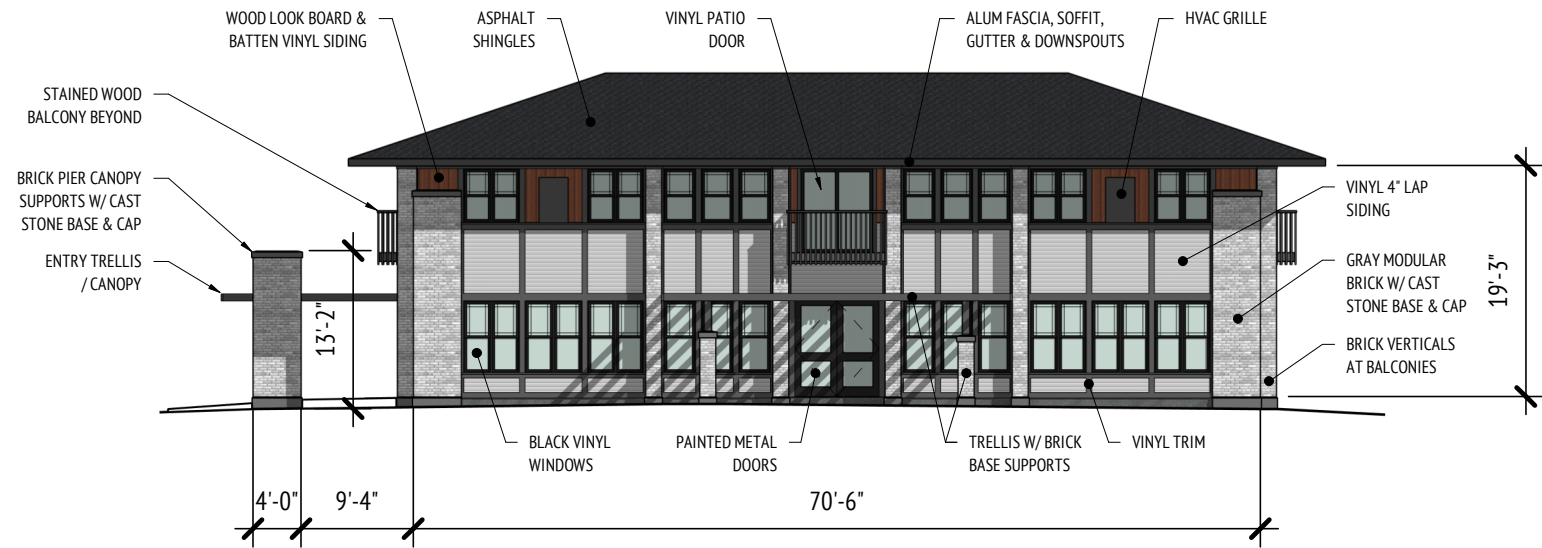 WOOD LOOK BOARD &
BATTEN VINYL SIDING
ASPHALT
SHINGLES
VINYL PATIO
DOOR
ALUM FASCIA, SOFFIT,
GUTTER & DOWNSPOUTS
HVAC GRILLE
STAINED WOOD
BALCONY BEYOND
BRICK PIER CANOPY
SUPPORTS W/ CAST
STONE BASE & CAP
ENTRY TRELLIS
/ CANOPY
13'-2"
VINYL 4" LAP
SIDING
GRAY MODULAR
BRICK W/ CAST
STONE BASE & CAP
BRICK VERTICALS
AT BALCONIES
19'-3"
BLACK VINYL
WINDOWS
PAINTED METAL
DOORS
TRELLIS W/ BRICK
BASE SUPPORTS
VINYL TRIM
4'-0"
9'-4"
70'-6"